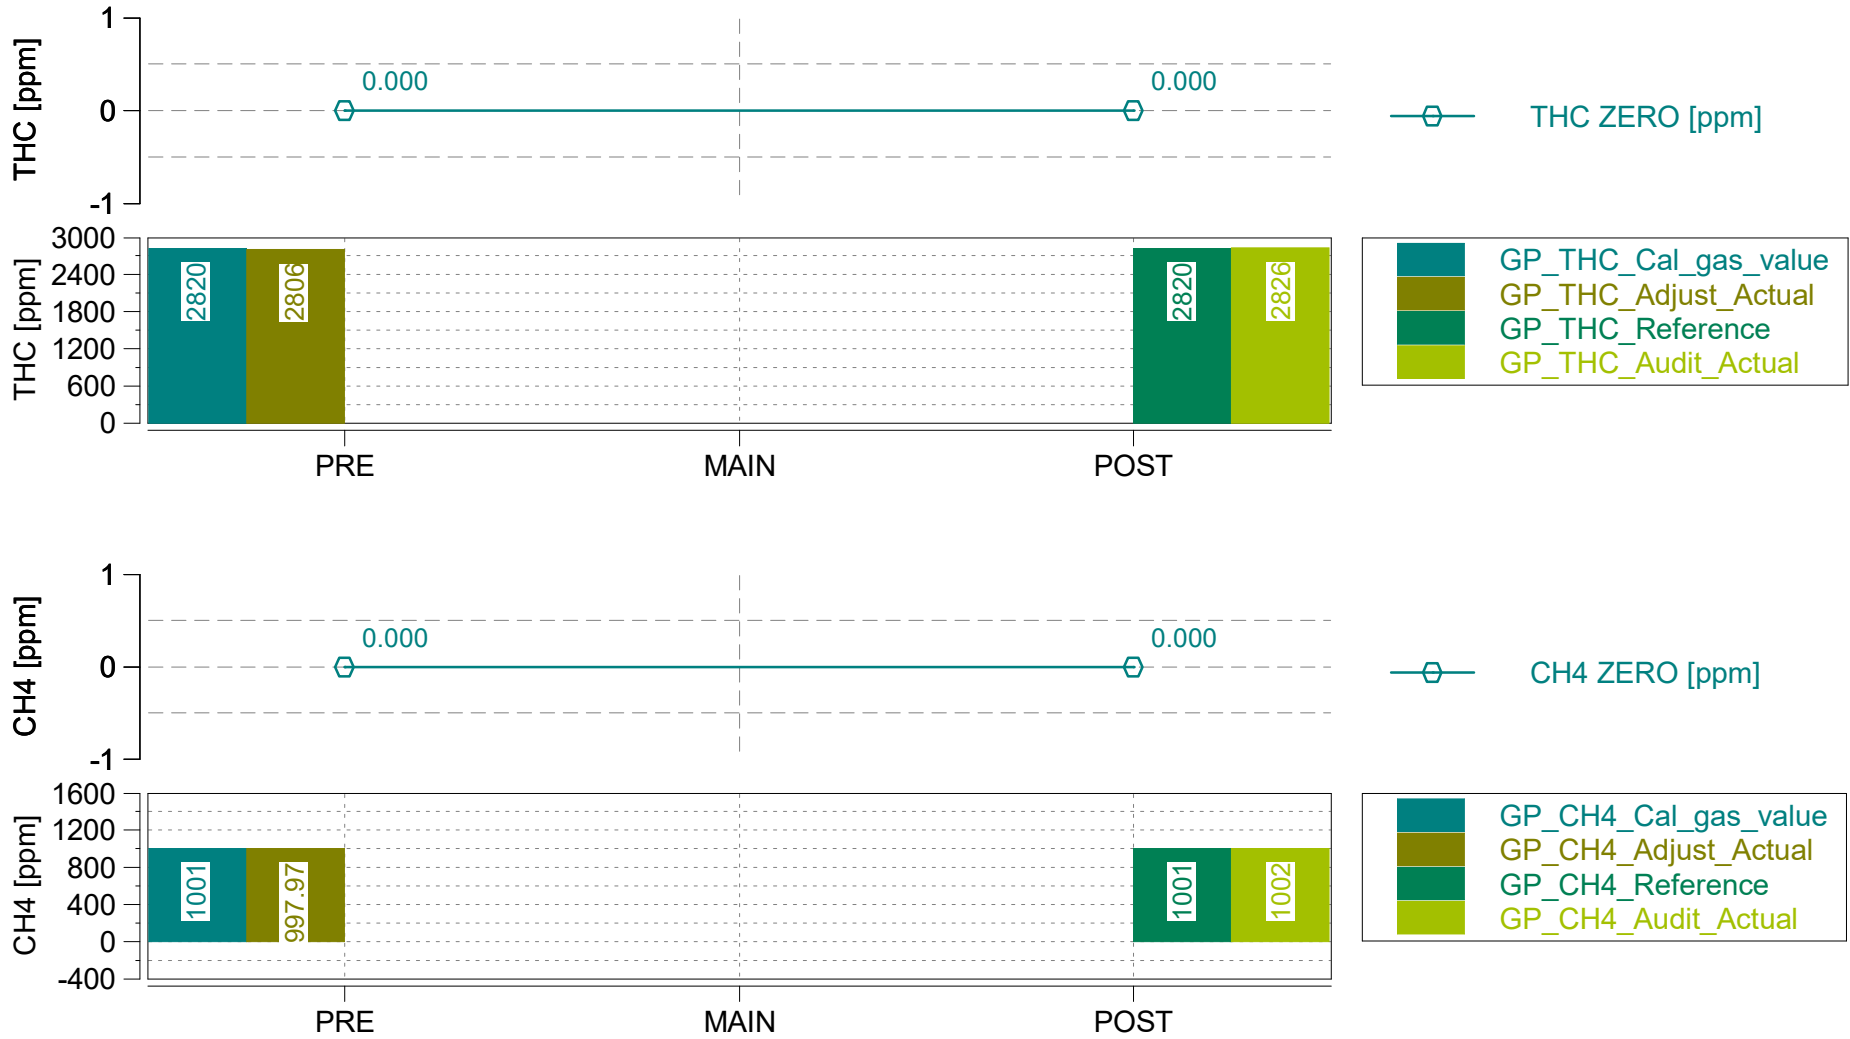 THC [ppm]
1
0
-1
0.000
0.000
THC ZERO [ppm]
THC [ppm]
3000
2400
1800
1200
600
0
2820
2806
2820
2826
GP_THC_Cal_gas_value
GP_THC_Adjust_Actual
GP_THC_Reference
GP_THC_Audit_Actual
PRE
MAIN
POST
CH4 [ppm]
1
0
-1
0.000
0.000
CH4 ZERO [ppm]
CH4 [ppm]
1600
1200
800
400
0
-400
1001
997.97
1001
1002
GP_CH4_Cal_gas_value
GP_CH4_Adjust_Actual
GP_CH4_Reference
GP_CH4_Audit_Actual
PRE
MAIN
POST